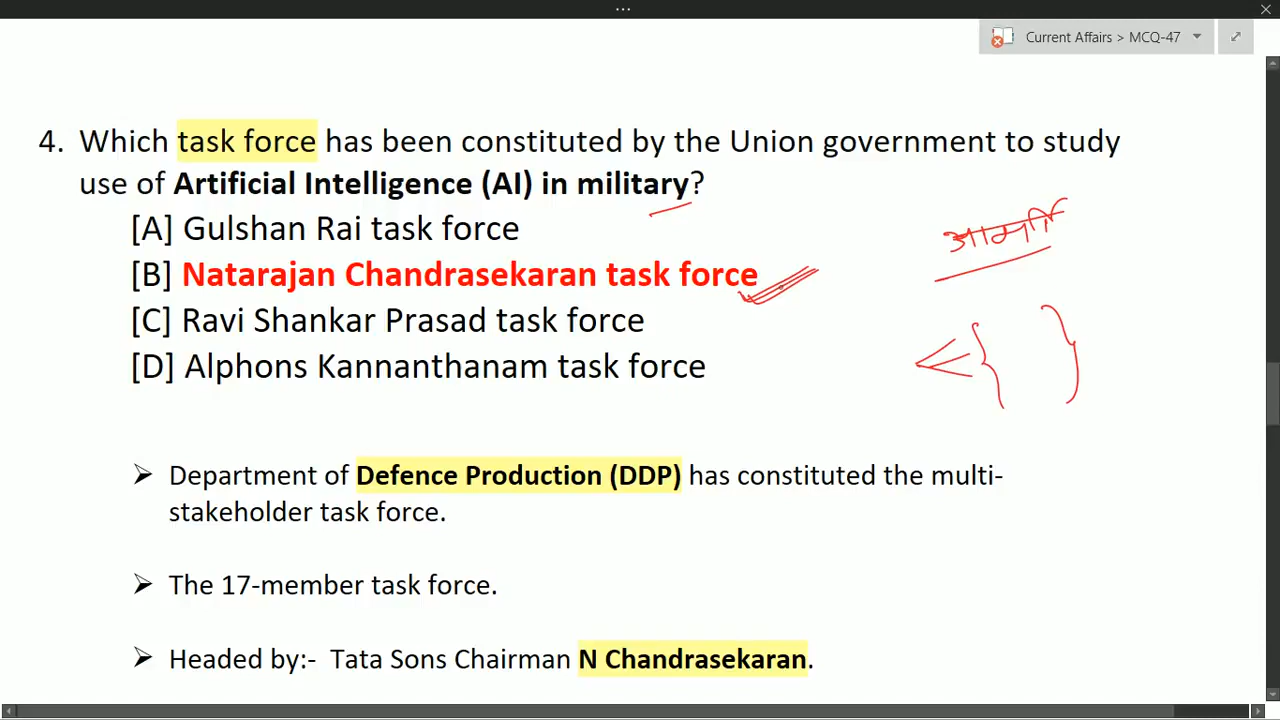 Current Affairs > MCQ-47
4. Which task force has been constituted by the Union government to study
use of Artificial Intelligence (AI) in military?
[A] Gulshan Rai task force
[B] Natarajan Chandrasekaran task force
[C] Ravi Shankar Prasad task force
[D] Alphons Kannanthanam task force
➢ Department of Defence Production (DDP) has constituted the multi-
stakeholder task force.
➢ The 17-member task force.
➢ Headed by:- Tata Sons Chairman N Chandrasekaran.